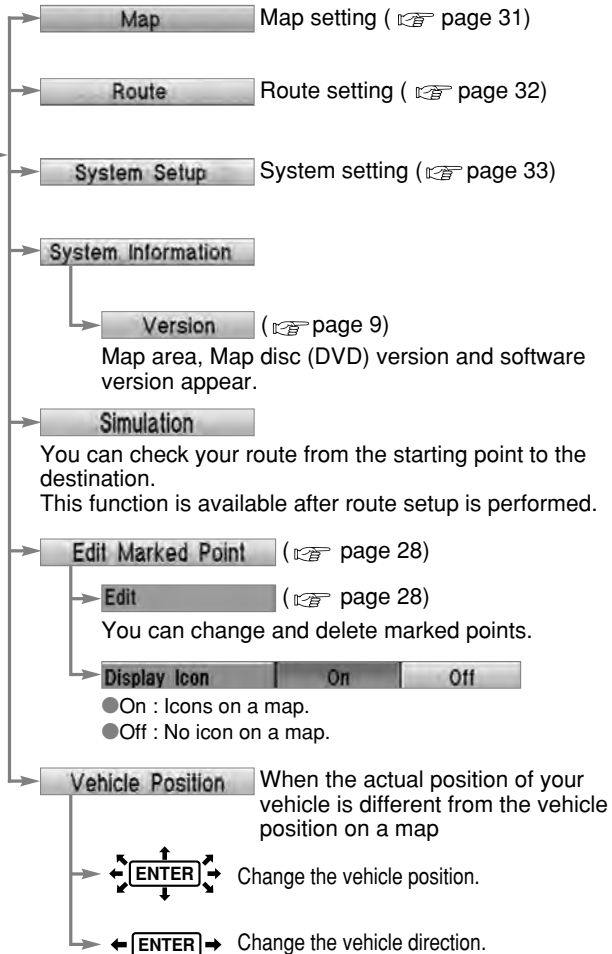 Map Map setting ( ☞ page 31)
Route Route setting ( ☞ page 32)
System Setup System setting (☞ page 33)
System Information
Version (☞ page 9)
Map area, Map disc (DVD) version and software
version appear.
Simulation
You can check your route from the starting point to the
destination.
This function is available after route setup is performed.
Edit Marked Point (☞ page 28)
Edit (☞ page 28)
You can change and delete marked points.
Display Icon On Off
●On : Icons on a map.
●Off : No icon on a map.
Vehicle Position When the actual position of your
vehicle is different from the vehicle
position on a map
ENTER Change the vehicle position.
ENTER Change the vehicle direction.